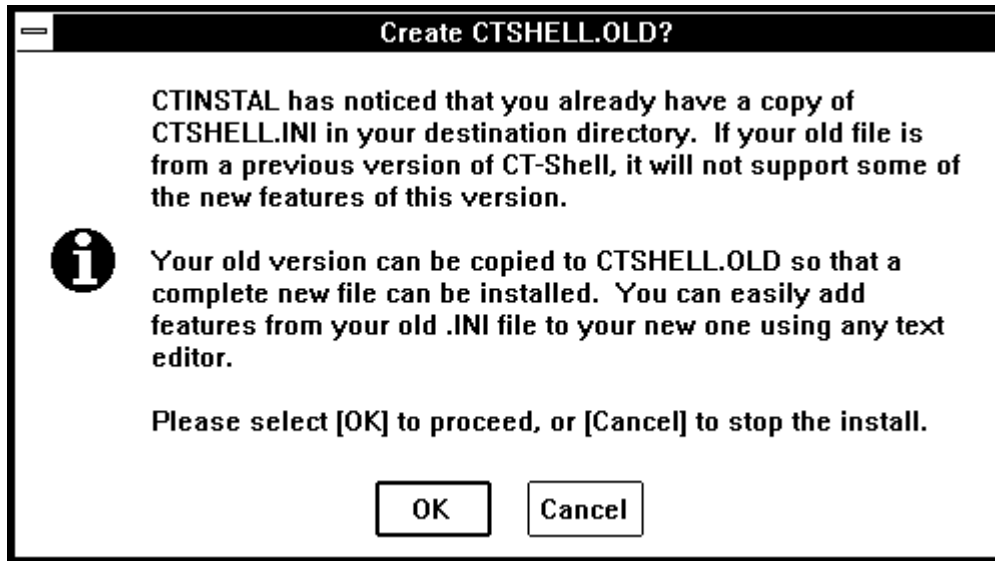 Create CTSHELL.OLD?
CTINSTAL has noticed that you already have a copy of
CTSHELL.INI in your destination directory.  If your old file is
from a previous version of CT-Shell, it will not support some of
the new features of this version.
Your old version can be copied to CTSHELL.OLD so that a
complete new file can be installed.  You can easily add
features from your old .INI file to your new one using any text
editor.
Please select [OK] to proceed, or [Cancel] to stop the install.
OK
Cancel